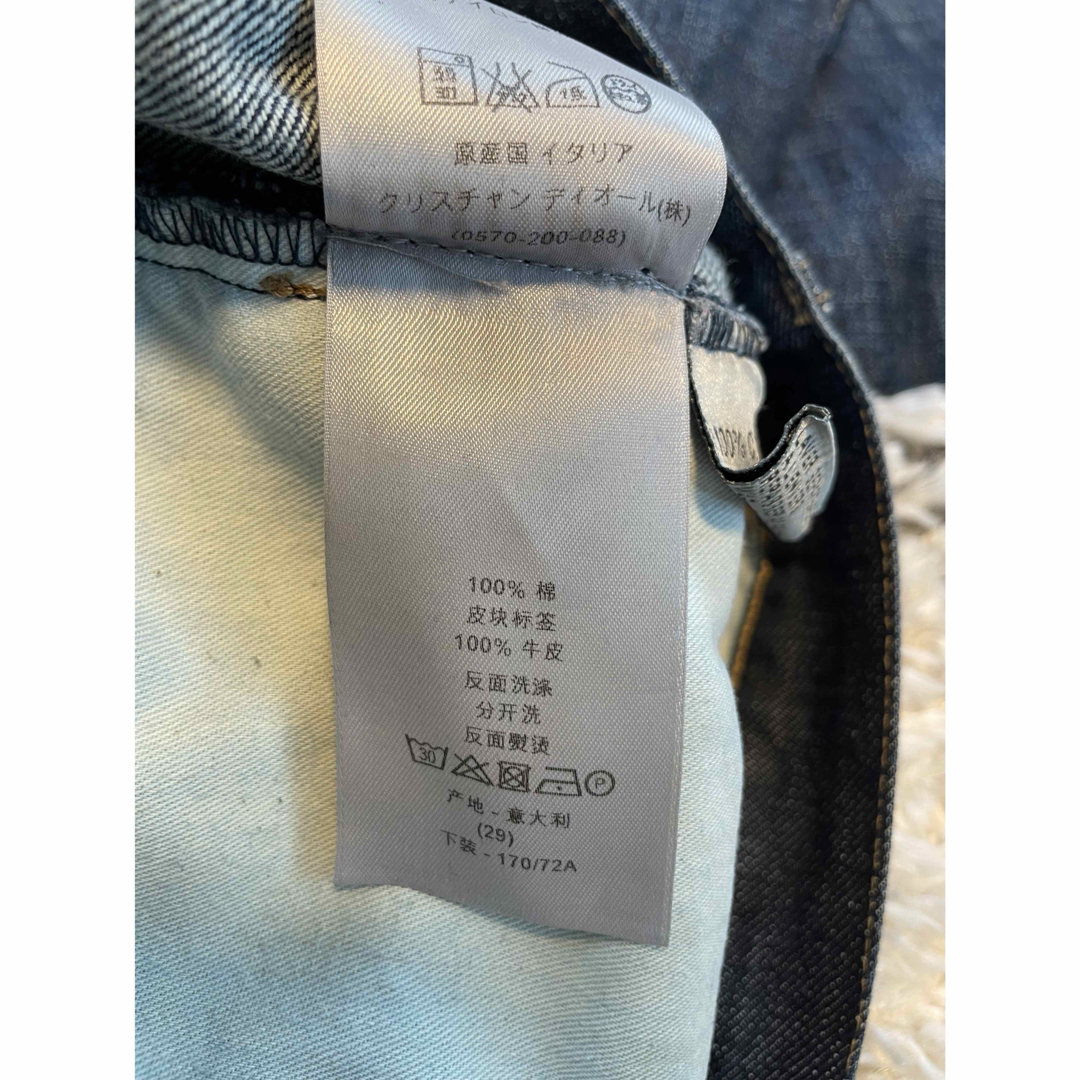 原産国 イタリア
クリスチャン ディオール(株)
(0570-200-088)
100% C
100% 棉
皮块标签
100% 牛皮
反面洗涤
分开洗
反面熨烫
30 P
产地 - 意大利
(29)
下装 - 170/72A